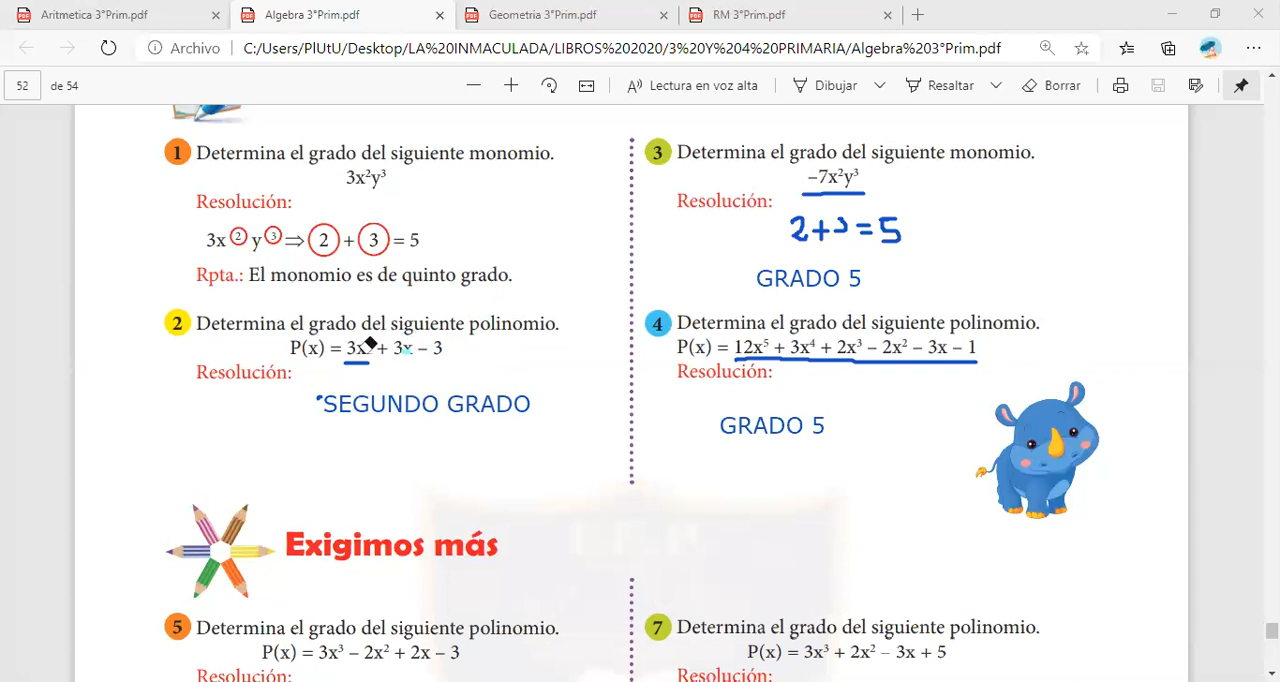 Aritmetica 3°Prim.pdf
Algebra 3°Prim.pdf
Geometria 3°Prim.pdf
RM 3°Prim.pdf
Archivo
C:/Users/PlUtU/Desktop/LA%20INMACULADA/LIBROS%202020/3%20Y%204%20PRIMARIA/Algebra%203°Prim.pdf
52 de 54
Lectura en voz alta
Dibujar
Resaltar
Borrar
1 Determina el grado del siguiente monomio.
3x²y³
Resolución:
3x ② y ③ ⇒ ② + ③ = 5
Rpta.: El monomio es de quinto grado.
2 Determina el grado del siguiente polinomio.
P(x) = 3x² + 3x – 3
Resolución:
SEGUNDO GRADO
3 Determina el grado del siguiente monomio.
–7x²y³
Resolución:
2+3=5
GRADO 5
4 Determina el grado del siguiente polinomio.
P(x) = 12x⁵ + 3x⁴ + 2x³ – 2x² – 3x – 1
Resolución:
GRADO 5
Exigimos más
5 Determina el grado del siguiente polinomio.
P(x) = 3x³ – 2x² + 2x – 3
Resolución:
7 Determina el grado del siguiente polinomio.
P(x) = 3x³ + 2x² – 3x + 5
Resolución: